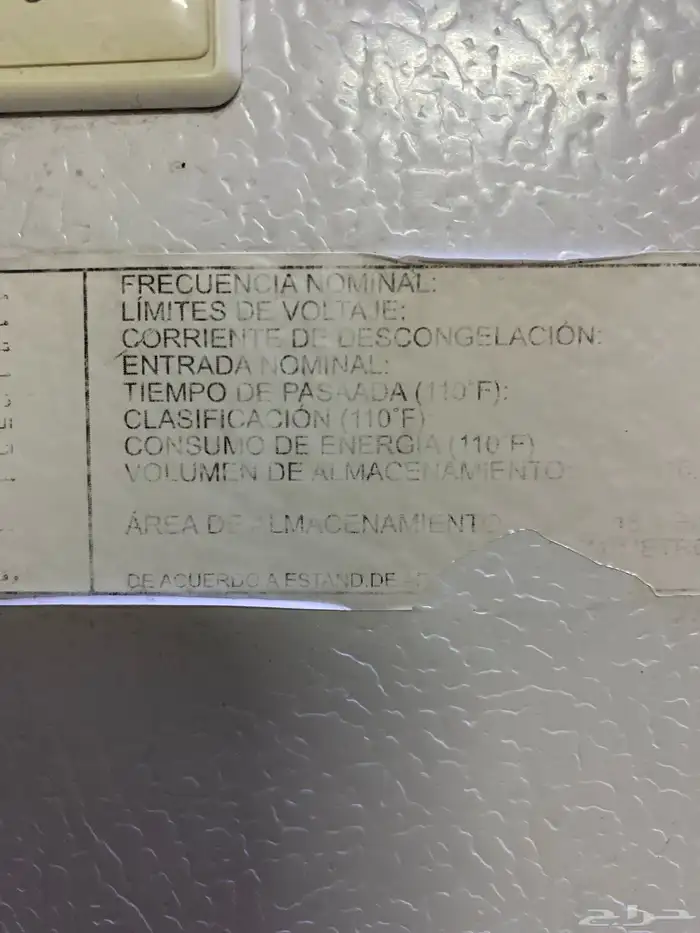 FRECUENCIA NOMINAL:
LÍMITES DE VOLTAJE:
CORRIENTE DE DESCONGELACIÓN:
ENTRADA NOMINAL:
TIEMPO DE PASAADA (110°F):
CLASIFICACIÓN (110°F)
CONSUMO DE ENERGÍA (110°F)
VOLUMEN DE ALMACENAMIENTO
ÁREA DE ALMACENAMIENTO
DE ACUERDO A ESTAND.DE
حراج